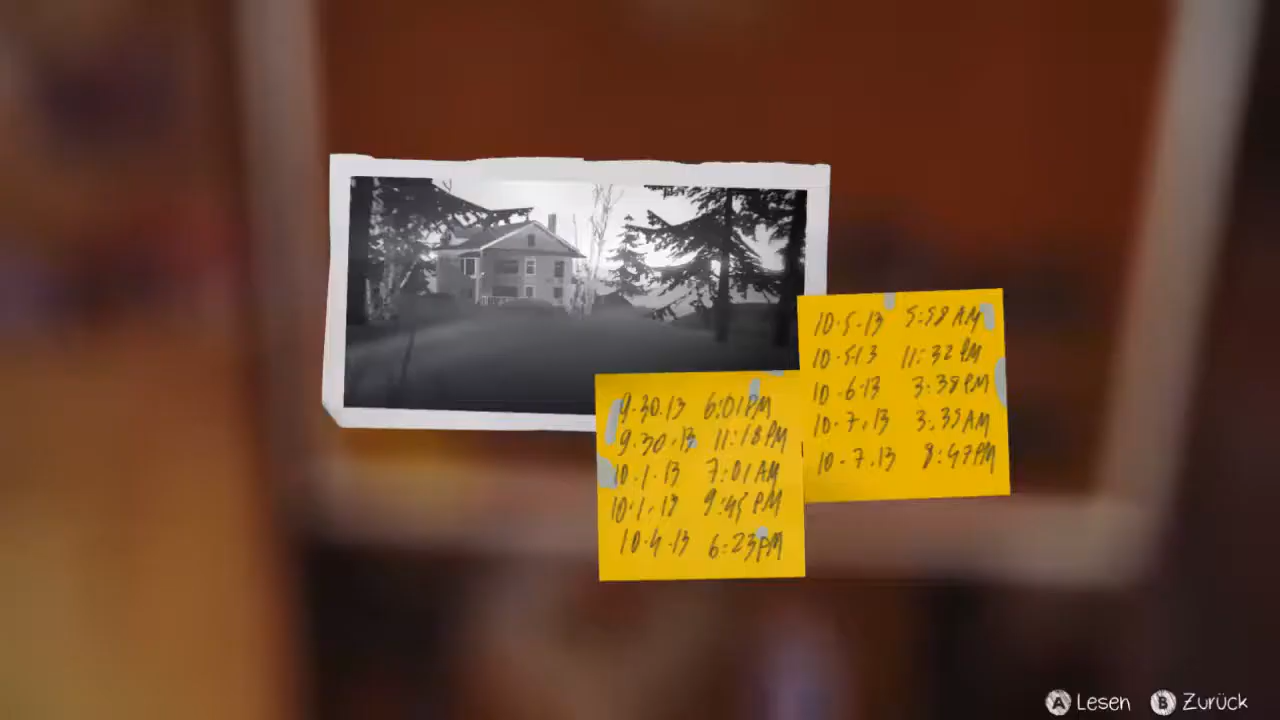 9.30.13 6:01PM
9.30.13 11:18PM
10.1.13 7:01AM
10.1.13 9:45PM
10.4.13 6:23PM
10.5.13 5:58AM
10.513 11:32PM
10.6.13 3:38PM
10.7.13 3:35AM
10.7.13 8:47PM
A Lesen B Zurück